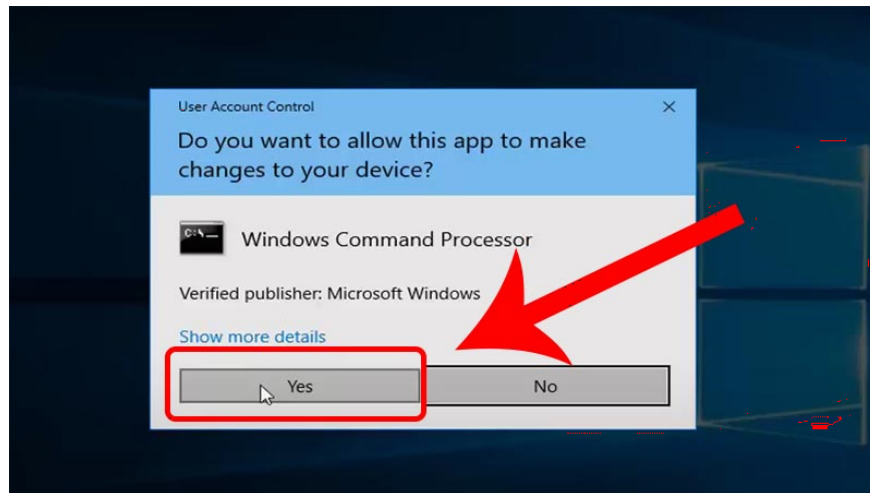 User Account Control
Do you want to allow this app to make
changes to your device?
C:\
Windows Command Processor
Verified publisher: Microsoft Windows
Show more details
Yes
No